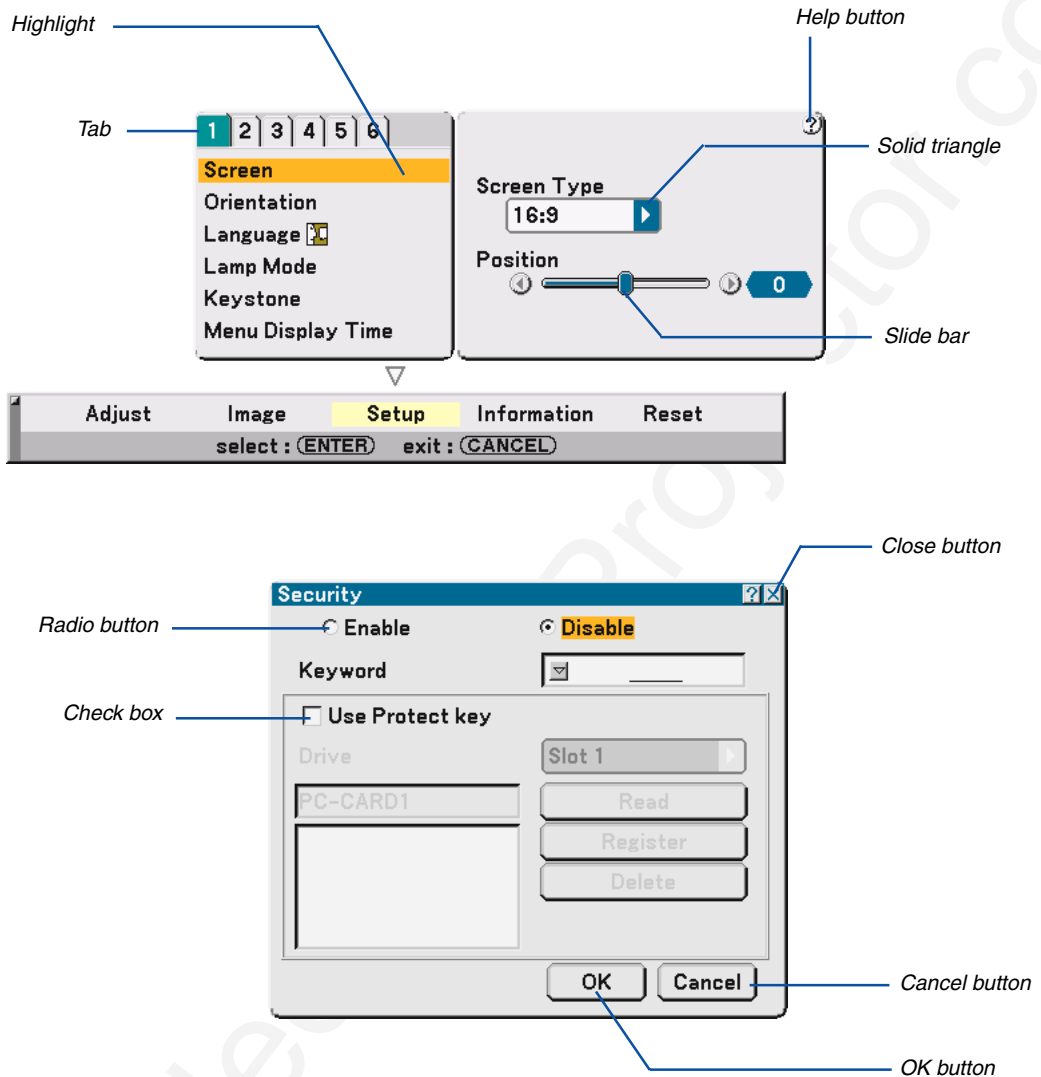 Highlight
Help button
Tab
1 2 3 4 5 6
?
Solid triangle
Screen
Orientation
Language
Lamp Mode
Keystone
Menu Display Time
Screen Type
16:9
Position
0
Slide bar
Adjust Image Setup Information Reset
select : ENTER exit : CANCEL
Close button
Security ? X
Radio button
Enable Disable
Keyword
Check box
Use Protect key
Drive Slot 1
PC-CARD1 Read
Register
Delete
OK Cancel
Cancel button
OK button